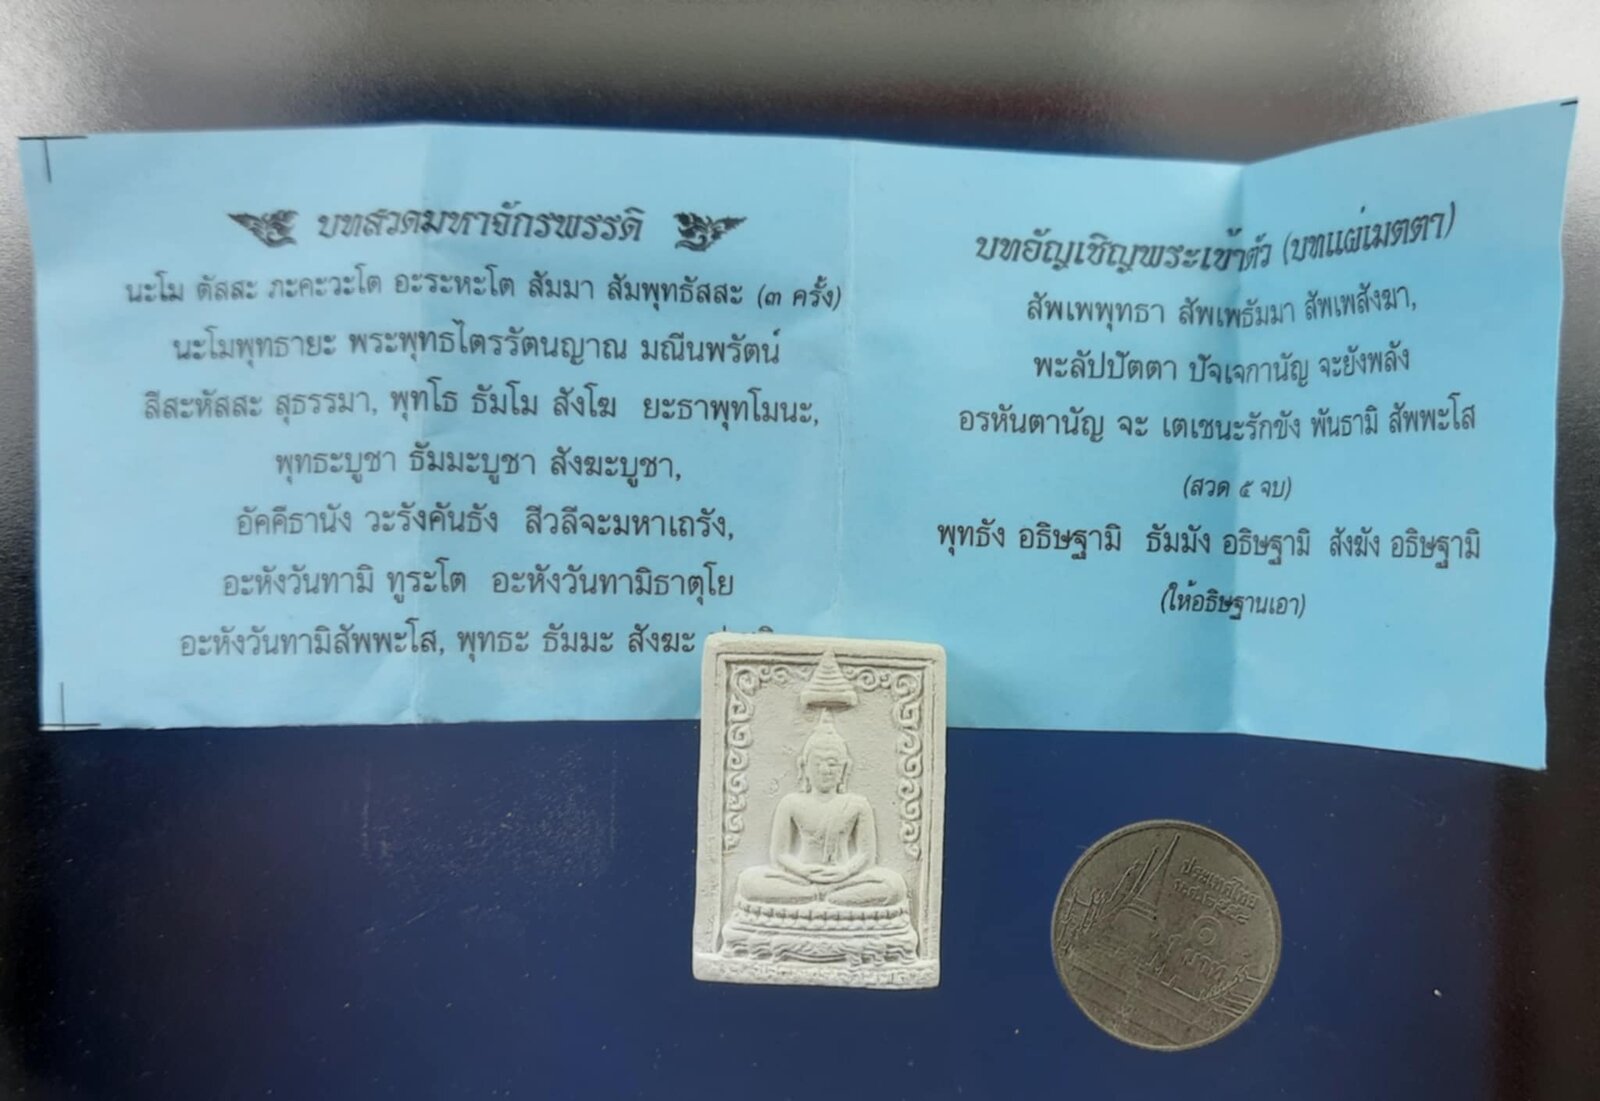 บทสวดมหาจักรพรรดิ
นะโม ตัสสะ ภะคะวะโต อะระหะโต สัมมา สัมพุทธัสสะ (๓ ครั้ง)
นะโมพุทธายะ พระพุทธไตรรัตนญาณ มณีนพรัตน์
สีสะหัสสะ สุธรรมา, พุทโธ ธัมโม สังโฆ ยะธาพุทโมนะ,
พุทธะบูชา ธัมมะบูชา สังฆะบูชา,
อัคคีธานัง วะรังคันธัง สีวลีจะมหาเถรัง,
อะหังวันทามิ ทูระโต อะหังวันทามิธาตุโย
อะหังวันทามิสัพพะโส, พุทธะ ธัมมะ สังฆะ
บทอัญเชิญพระเข้าตัว (บทแผ่เมตตา)
สัพเพพุทธา สัพเพธัมมา สัพเพสังฆา,
พะลัปปัตตา ปัจเจกานัญ จะยังพลัง
อรหันตานัญ จะ เตเชนะรักขัง พันธามิ สัพพะโส
(สวด ๕ จบ)
พุทธัง อธิษฐามิ ธัมมัง อธิษฐามิ สังฆัง อธิษฐามิ
(ให้อธิษฐานเอา)
ประเทศไทย
๑
บาท